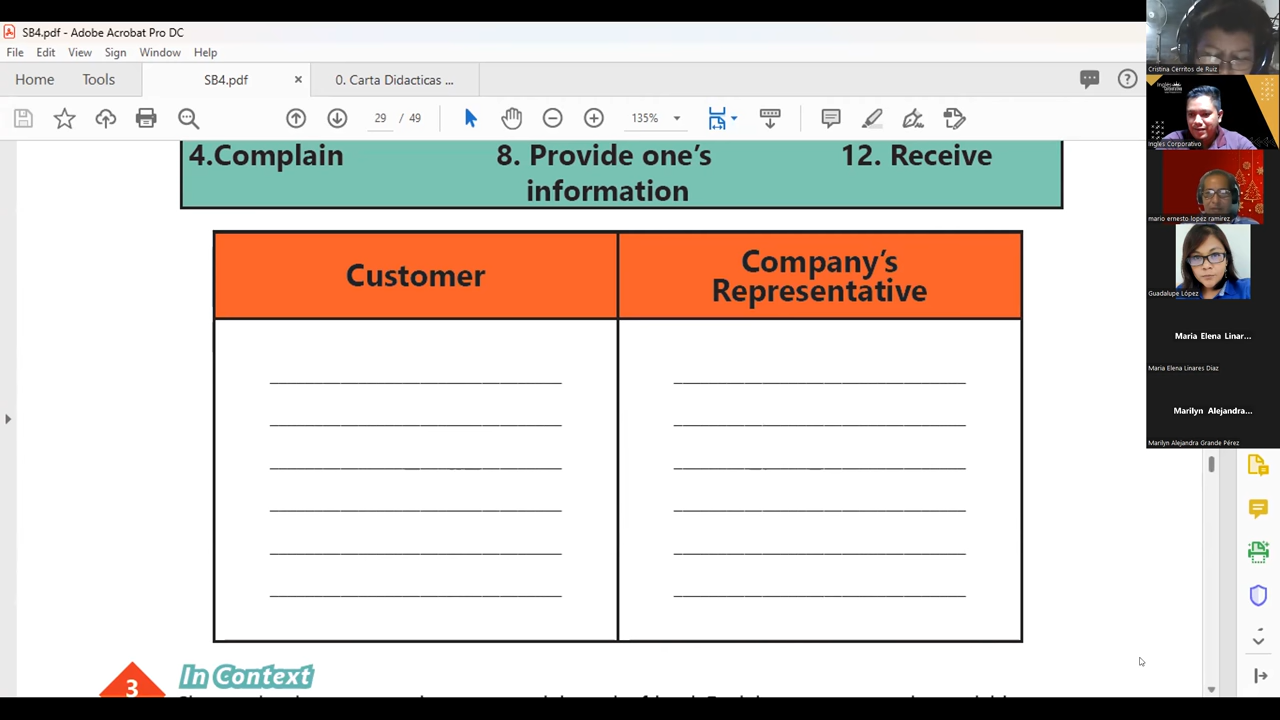 SB4.pdf - Adobe Acrobat Pro DC
File Edit View Sign Window Help
Home Tools SB4.pdf × 0. Carta Didacticas ...
29 / 49 135%
4.Complain 8. Provide one's information 12. Receive
Customer
Company's
Representative
3
In Context
Cristina Cerritos de Ruiz
Inglés Corporativo
mario ernesto lopez ramirez
Guadalupe López
Maria Elena Linar...
Maria Elena Linares Diaz
Marilyn Alejandra...
Marilyn Alejandra Grande Pérez